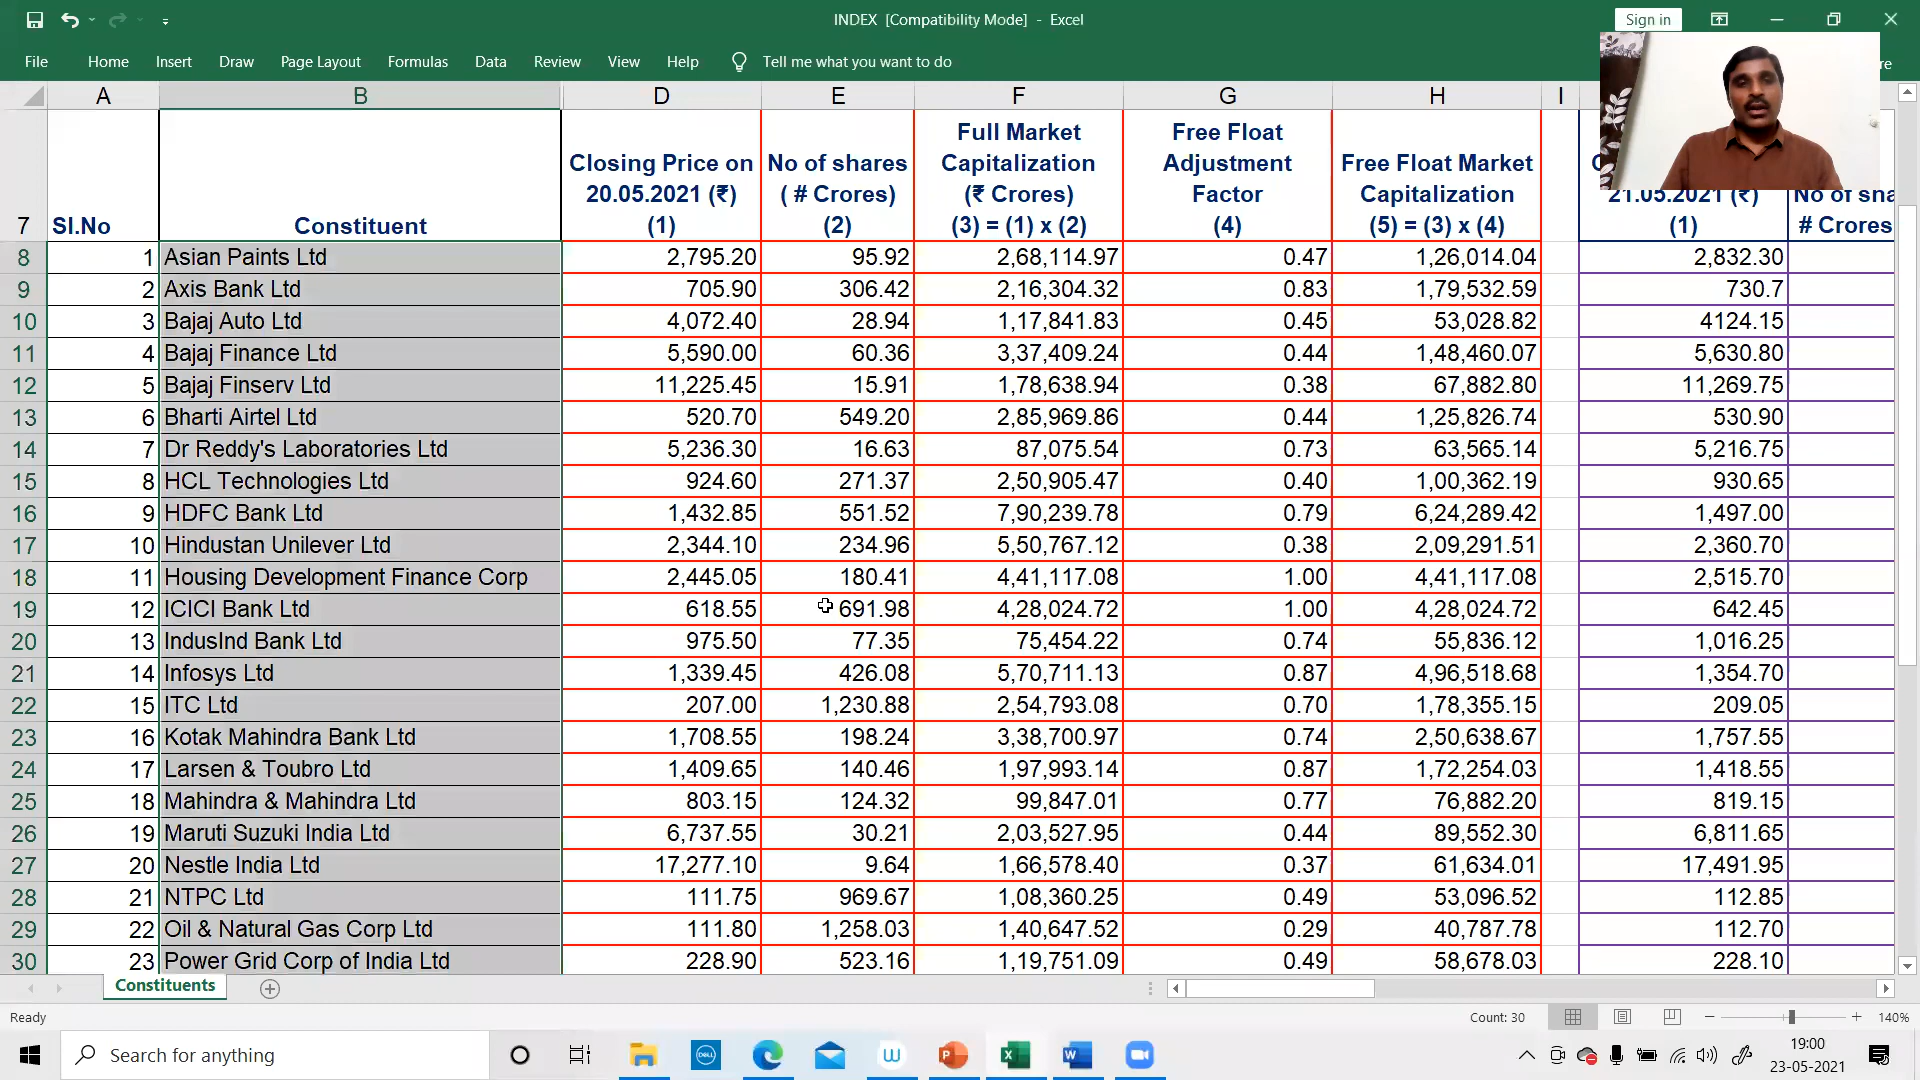 INDEX [Compatibility Mode] - Excel
Sign in
File Home Insert Draw Page Layout Formulas Data Review View Help Tell me what you want to do
A B D E F G H I
7 Sl.No Constituent
Closing Price on 20.05.2021 (₹) (1)
No of shares ( # Crores) (2)
Full Market Capitalization (₹ Crores) (3) = (1) x (2)
Free Float Adjustment Factor (4)
Free Float Market Capitalization (5) = (3) x (4)
21.05.2021 (₹) (1)
# Crores
8 1 Asian Paints Ltd 2,795.20 95.92 2,68,114.97 0.47 1,26,014.04 2,832.30
9 2 Axis Bank Ltd 705.90 306.42 2,16,304.32 0.83 1,79,532.59 730.7
10 3 Bajaj Auto Ltd 4,072.40 28.94 1,17,841.83 0.45 53,028.82 4124.15
11 4 Bajaj Finance Ltd 5,590.00 60.36 3,37,409.24 0.44 1,48,460.07 5,630.80
12 5 Bajaj Finserv Ltd 11,225.45 15.91 1,78,638.94 0.38 67,882.80 11,269.75
13 6 Bharti Airtel Ltd 520.70 549.20 2,85,969.86 0.44 1,25,826.74 530.90
14 7 Dr Reddy's Laboratories Ltd 5,236.30 16.63 87,075.54 0.73 63,565.14 5,216.75
15 8 HCL Technologies Ltd 924.60 271.37 2,50,905.47 0.40 1,00,362.19 930.65
16 9 HDFC Bank Ltd 1,432.85 551.52 7,90,239.78 0.79 6,24,289.42 1,497.00
17 10 Hindustan Unilever Ltd 2,344.10 234.96 5,50,767.12 0.38 2,09,291.51 2,360.70
18 11 Housing Development Finance Corp 2,445.05 180.41 4,41,117.08 1.00 4,41,117.08 2,515.70
19 12 ICICI Bank Ltd 618.55 691.98 4,28,024.72 1.00 4,28,024.72 642.45
20 13 IndusInd Bank Ltd 975.50 77.35 75,454.22 0.74 55,836.12 1,016.25
21 14 Infosys Ltd 1,339.45 426.08 5,70,711.13 0.87 4,96,518.68 1,354.70
22 15 ITC Ltd 207.00 1,230.88 2,54,793.08 0.70 1,78,355.15 209.05
23 16 Kotak Mahindra Bank Ltd 1,708.55 198.24 3,38,700.97 0.74 2,50,638.67 1,757.55
24 17 Larsen & Toubro Ltd 1,409.65 140.46 1,97,993.14 0.87 1,72,254.03 1,418.55
25 18 Mahindra & Mahindra Ltd 803.15 124.32 99,847.01 0.77 76,882.20 819.15
26 19 Maruti Suzuki India Ltd 6,737.55 30.21 2,03,527.95 0.44 89,552.30 6,811.65
27 20 Nestle India Ltd 17,277.10 9.64 1,66,578.40 0.37 61,634.01 17,491.95
28 21 NTPC Ltd 111.75 969.67 1,08,360.25 0.49 53,096.52 112.85
29 22 Oil & Natural Gas Corp Ltd 111.80 1,258.03 1,40,647.52 0.29 40,787.78 112.70
30 23 Power Grid Corp of India Ltd 228.90 523.16 1,19,751.09 0.49 58,678.03 228.10
Constituents
Ready Count: 30 140%
Search for anything
DELL
19:00
23-05-2021